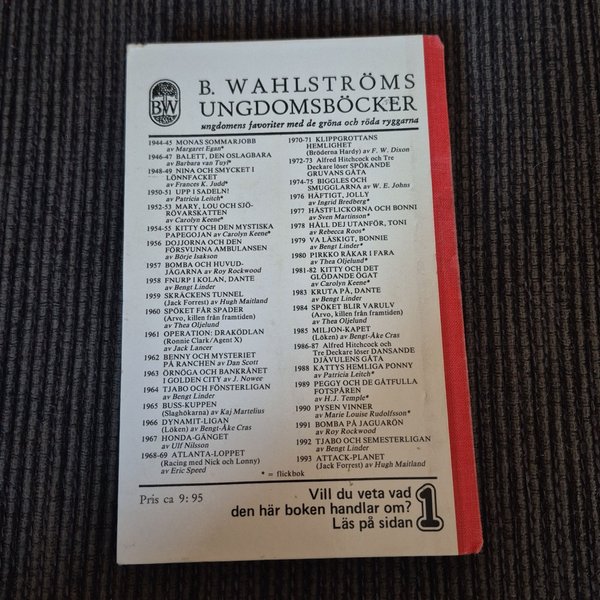 BW
B. WAHLSTRÖMS
UNGDOMSBÖCKER
ungdomens favoriter med de gröna och röda ryggarna
1944-45 MONAS SOMMARJOBB
av Margaret Egan*
1946-47 BALETT, DEN OSLAGBARA
av Barbara van Tuyl*
1948-49 NINA OCH SMYCKET I
LÖNNFACKET
av Frances K. Judd*
1950-51 UPP I SADELN!
av Patricia Leitch*
1952-53 MARY, LOU OCH SJÖ-
RÖVARSKATTEN
av Carolyn Keene*
1954-55 KITTY OCH DEN MYSTISKA
PAPEGOJAN av Carolyn Keene*
1956 DOJJORNA OCH DEN
FÖRSVUNNA AMBULANSEN
av Börje Isakson
1957 BOMBA OCH HUVUD-
JÄGARNA av Roy Rockwood
1958 FNURP I KOLAN, DANTE
av Bengt Linder
1959 SKRÄCKENS TUNNEL
(Jack Forrest) av Hugh Maitland
1960 SPÖKET FÅR SPADER
(Arvo, killen från framtiden)
av Thea Oljelund
1961 OPERATION: DRAKÖDLAN
(Ronnie Clark/Agent X)
av Jack Lancer
1962 BENNY OCH MYSTERIET
PÅ RANCHEN av Dan Scott
1963 ÖRNÖGA OCH BANKRÅNET
I GOLDEN CITY av J. Nowee
1964 TJABO OCH FÖNSTERLIGAN
av Bengt Linder
1965 BUSS-KUPPEN
(Slaghökarna) av Kaj Martelius
1966 DYNAMIT-LIGAN
(Löken) av Bengt-Åke Cras
1967 HONDA-GÄNGET
av Ulf Nilsson
1968-69 ATLANTA-LOPPET
(Racing med Nick och Lonny)
av Eric Speed
1970-71 KLIPPGROTTANS
HEMLIGHET
(Bröderna Hardy) av F. W. Dixon
1972-73 Alfred Hitchcock och Tre
Deckare löser SPÖKANDE
GRUVANS GÅTA
1974-75 BIGGLES OCH
SMUGGLARNA av W. E. Johns
1976 HÄFTIGT, JOLLY
av Ingrid Bredberg*
1977 HÄSTFLICKORNA OCH BONNI
av Sven Martinsson*
1978 HÅLL DEJ UTANFÖR, TONI
av Rebecca Roos*
1979 VA LÅSKIGT, BONNIE
av Bengt Linder*
1980 PIRKKO RÅKAR I FARA
av Thea Oljelund*
1981-82 KITTY OCH DET
GLÖDANDE ÖGAT
av Carolyn Keene*
1983 KRUTA PÅ, DANTE
av Bengt Linder
1984 SPÖKET BLIR VARULV
(Arvo, killen från framtiden)
av Thea Oljelund
1985 MILJON-KAPET
(Löken) av Bengt-Åke Cras
1986-87 Alfred Hitchcock och
Tre Deckare löser DANSANDE
DJÄVULENS GÅTA
1988 KATTYS HEMLIGA PONNY
av Patricia Leitch*
1989 PEGGY OCH DE GÅTFULLA
FOTSPÅREN
av H.J. Temple*
1990 PYSEN VINNER
av Marie Louise Rudolfsson*
1991 BOMBA PÅ JAGUARÖN
av Roy Rockwood
1992 TJABO OCH SEMESTERLIGAN
av Bengt Linder
1993 ATTACK-PLANET
(Jack Forrest) av Hugh Maitland
* = flickbok
Pris ca 9:95
Vill du veta vad
den här boken handlar om?
Läs på sidan 1